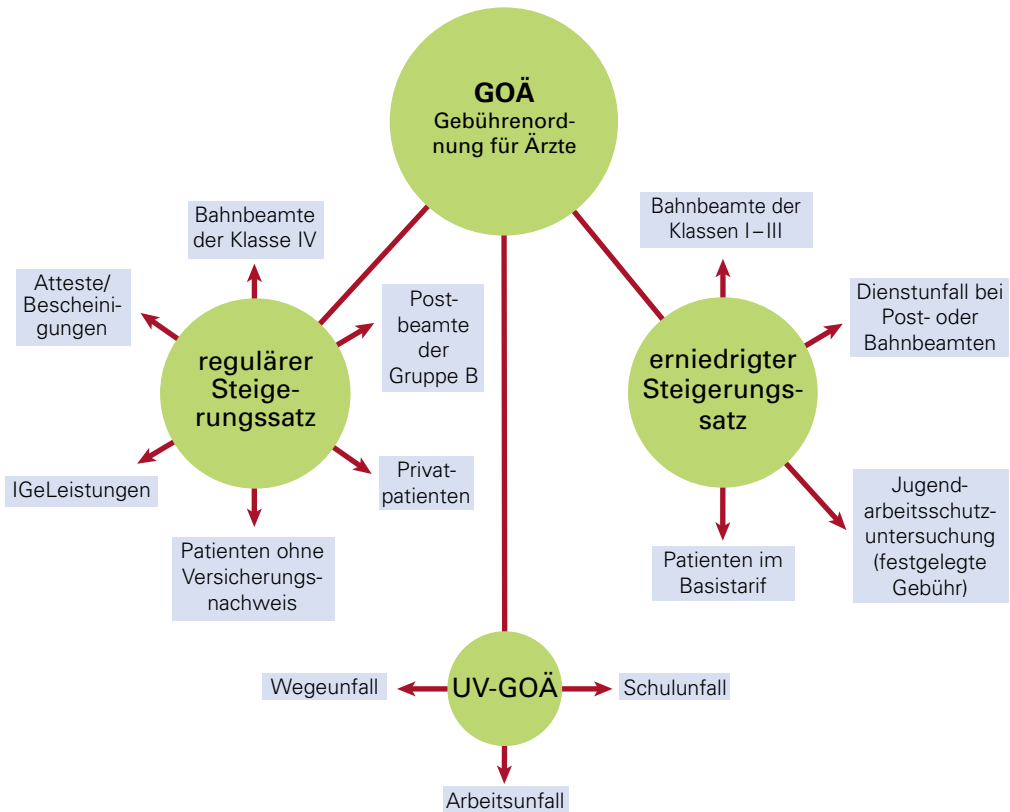 GOÄ
Gebührenord-
nung für Ärzte
Bahnbeamte
der Klasse IV
Atteste/
Bescheini-
gungen
Post-
beamte
der
Gruppe B
regulärer
Steige-
rungssatz
IGeLeistungen
Privat-
patienten
Patienten ohne
Versicherungs-
nachweis
Bahnbeamte der
Klassen I–III
Dienstunfall bei
Post- oder
Bahnbeamten
erniedrigter
Steigerungs-
satz
Jugend-
arbeitsschutz-
untersuchung
(festgelegte
Gebühr)
Patienten im
Basistarif
Wegeunfall
UV-GOÄ
Schulunfall
Arbeitsunfall